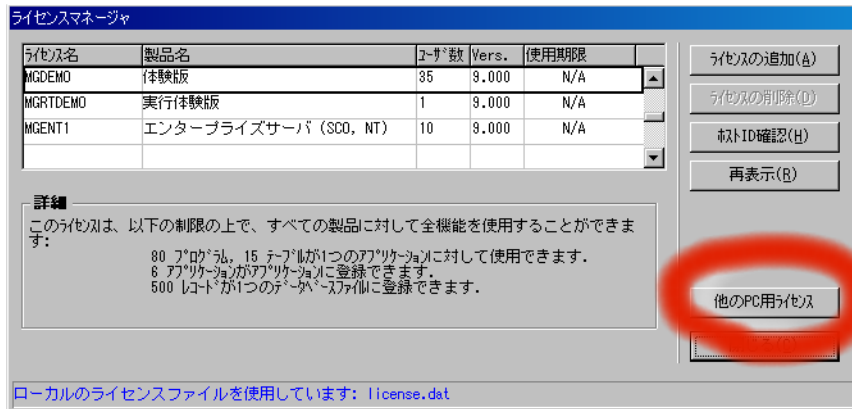 ライセンスマネージャ
ライセンス名 製品名 ユーザ数 Vers. 使用期限
MGDEMO 体験版 35 9.000 N/A
MGRTDEMO 実行体験版 1 9.000 N/A
MGENT1 エンタープライズサーバ (SCO, NT) 10 9.000 N/A
ライセンスの追加(A)
ライセンスの削除(D)
ホストID確認(H)
再表示(R)
詳細
このライセンスは、以下の制限の上で、すべての製品に対して全機能を使用することができま
す:
80 プログラム, 15 テーブルが1つのアプリケーションに対して使用できます.
6 アプリケーションがアプリケーションに登録できます.
500 レコードが1つのデータベースファイルに登録できます.
他のPC用ライセンス
ローカルのライセンスファイルを使用しています: license.dat